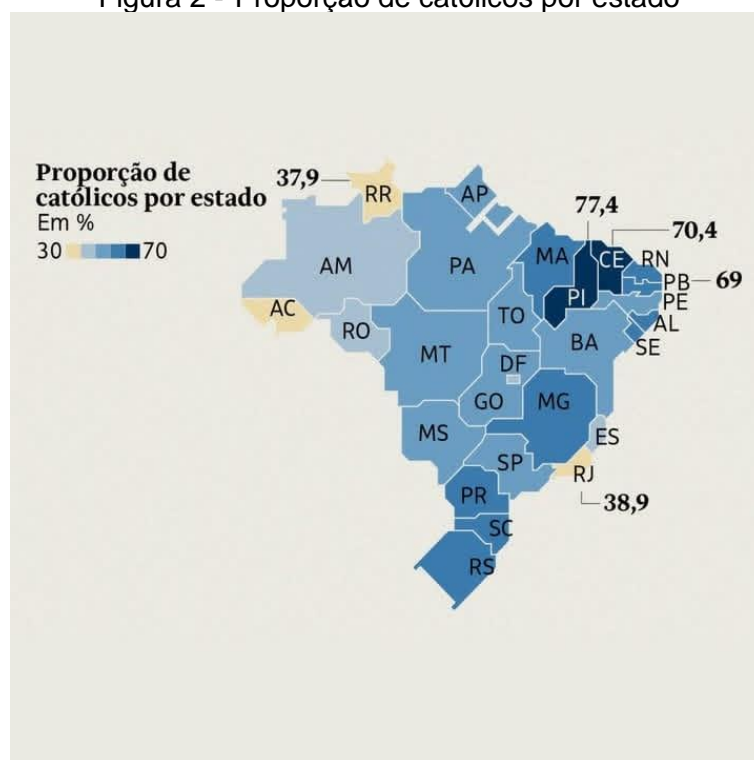 Figura 2 - Proporção de católicos por estado
Proporção de
católicos por estado
Em %
30 70
37,9
RR
AP
77,4
70,4
AM
PA
MA
CE
RN
PB 69
PI
PE
AC
RO
TO
AL
MT
BA
SE
DF
GO
MG
MS
ES
SP
RJ
38,9
PR
SC
RS